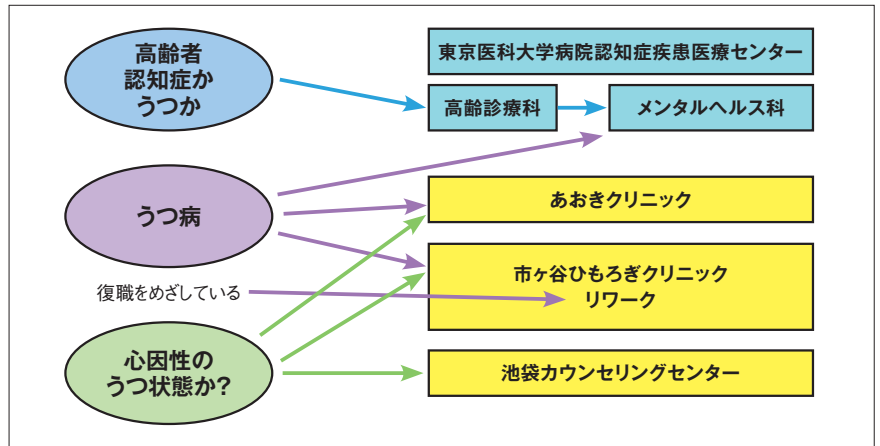 高齢者
認知症か
うつか
東京医科大学病院認知症疾患医療センター
高齢診療科
メンタルヘルス科
うつ病
あおきクリニック
市ヶ谷ひもろぎクリニック
リワーク
復職をめざしている
心因性の
うつ状態か?
池袋カウンセリングセンター